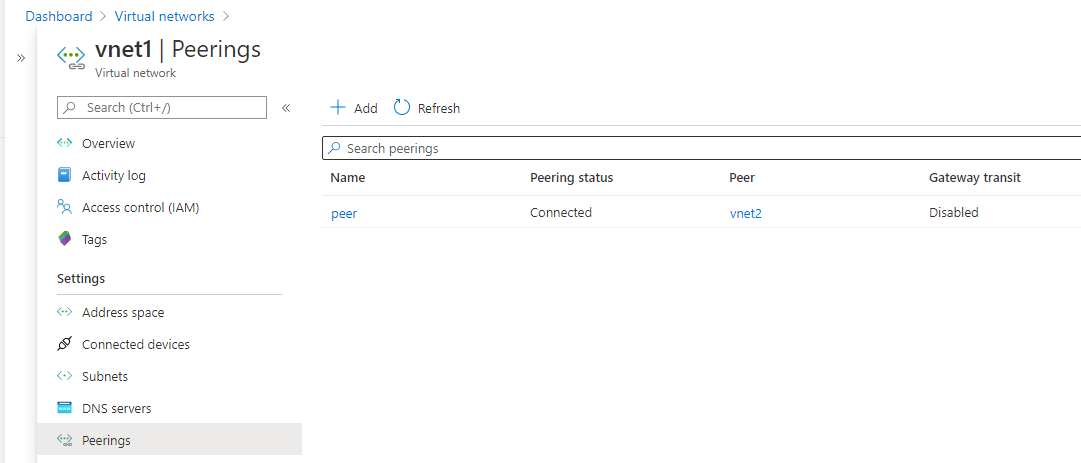 Dashboard > Virtual networks >
vnet1 | Peerings
Virtual network
Search (Ctrl+/)
Overview
Activity log
Access control (IAM)
Tags
Settings
Address space
Connected devices
Subnets
DNS servers
Peerings
Add Refresh
Search peerings
Name Peering status Peer Gateway transit
peer Connected vnet2 Disabled